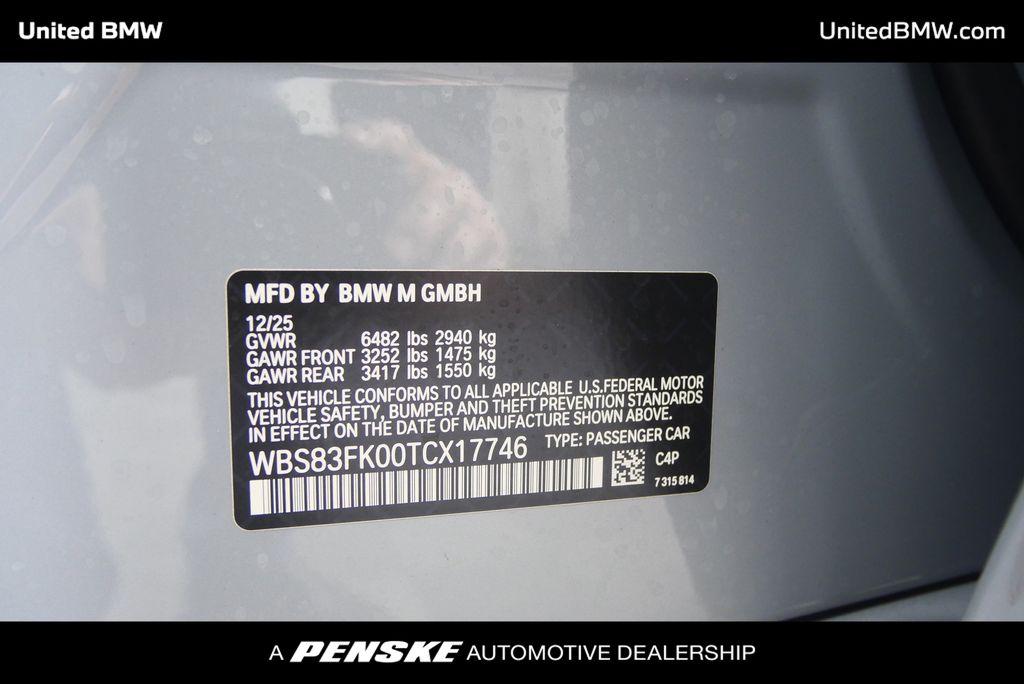 United BMW
UnitedBMW.com
MFD BY BMW M GMBH
12/25
GVWR 6482 lbs 2940 kg
GAWR FRONT 3252 lbs 1475 kg
GAWR REAR 3417 lbs 1550 kg
THIS VEHICLE CONFORMS TO ALL APPLICABLE U.S.FEDERAL MOTOR
VEHICLE SAFETY, BUMPER AND THEFT PREVENTION STANDARDS
IN EFFECT ON THE DATE OF MANUFACTURE SHOWN ABOVE.
WBS83FK00TCX17746
TYPE: PASSENGER CAR
C4P
7 315 814
A PENSKE AUTOMOTIVE DEALERSHIP